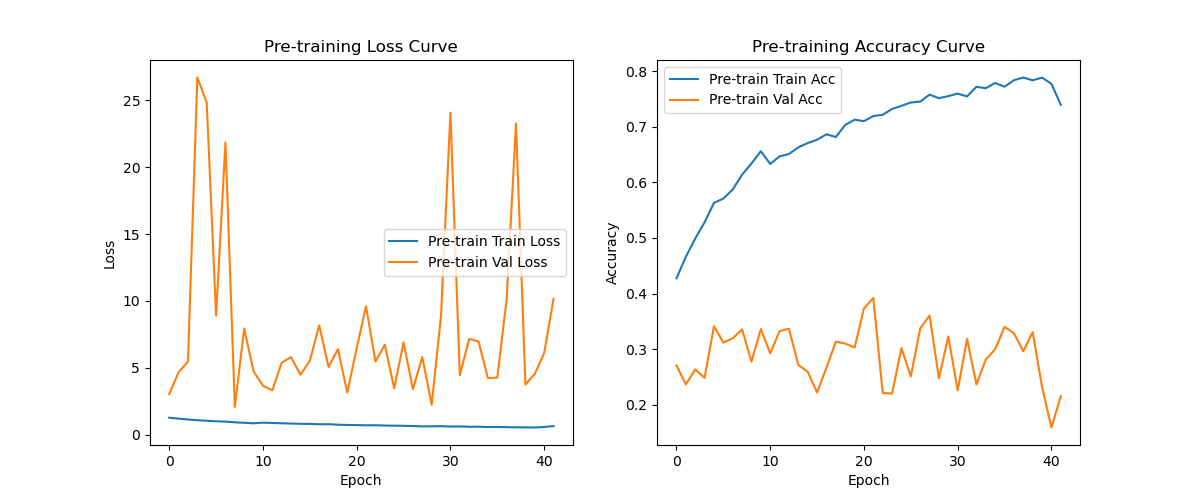 Pre-training Loss Curve
Loss
25
20
15
10
5
0
Pre-train Train Loss
Pre-train Val Loss
0 10 20 30 40
Epoch
Pre-training Accuracy Curve
Accuracy
0.8
0.7
0.6
0.5
0.4
0.3
0.2
Pre-train Train Acc
Pre-train Val Acc
0 10 20 30 40
Epoch